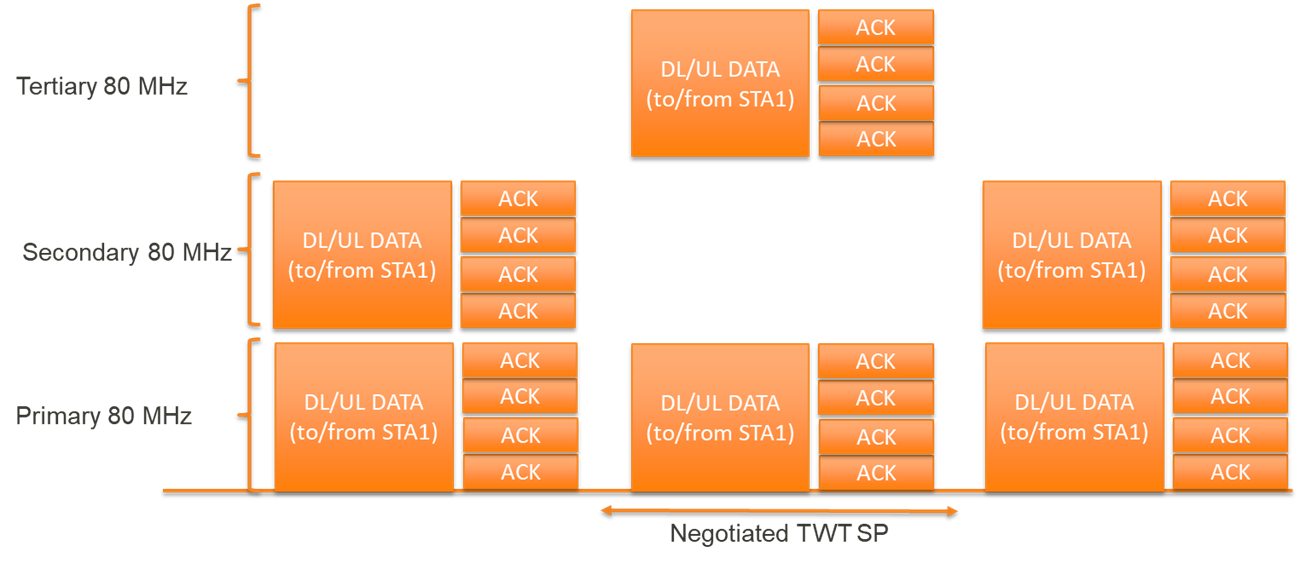 Tertiary 80 MHz
DL/UL DATA
(to/from STA1)
ACK
ACK
ACK
ACK
Secondary 80 MHz
DL/UL DATA
(to/from STA1)
ACK
ACK
ACK
ACK
DL/UL DATA
(to/from STA1)
ACK
ACK
ACK
ACK
Primary 80 MHz
DL/UL DATA
(to/from STA1)
ACK
ACK
ACK
ACK
DL/UL DATA
(to/from STA1)
ACK
ACK
ACK
ACK
DL/UL DATA
(to/from STA1)
ACK
ACK
ACK
ACK
Negotiated TWT SP